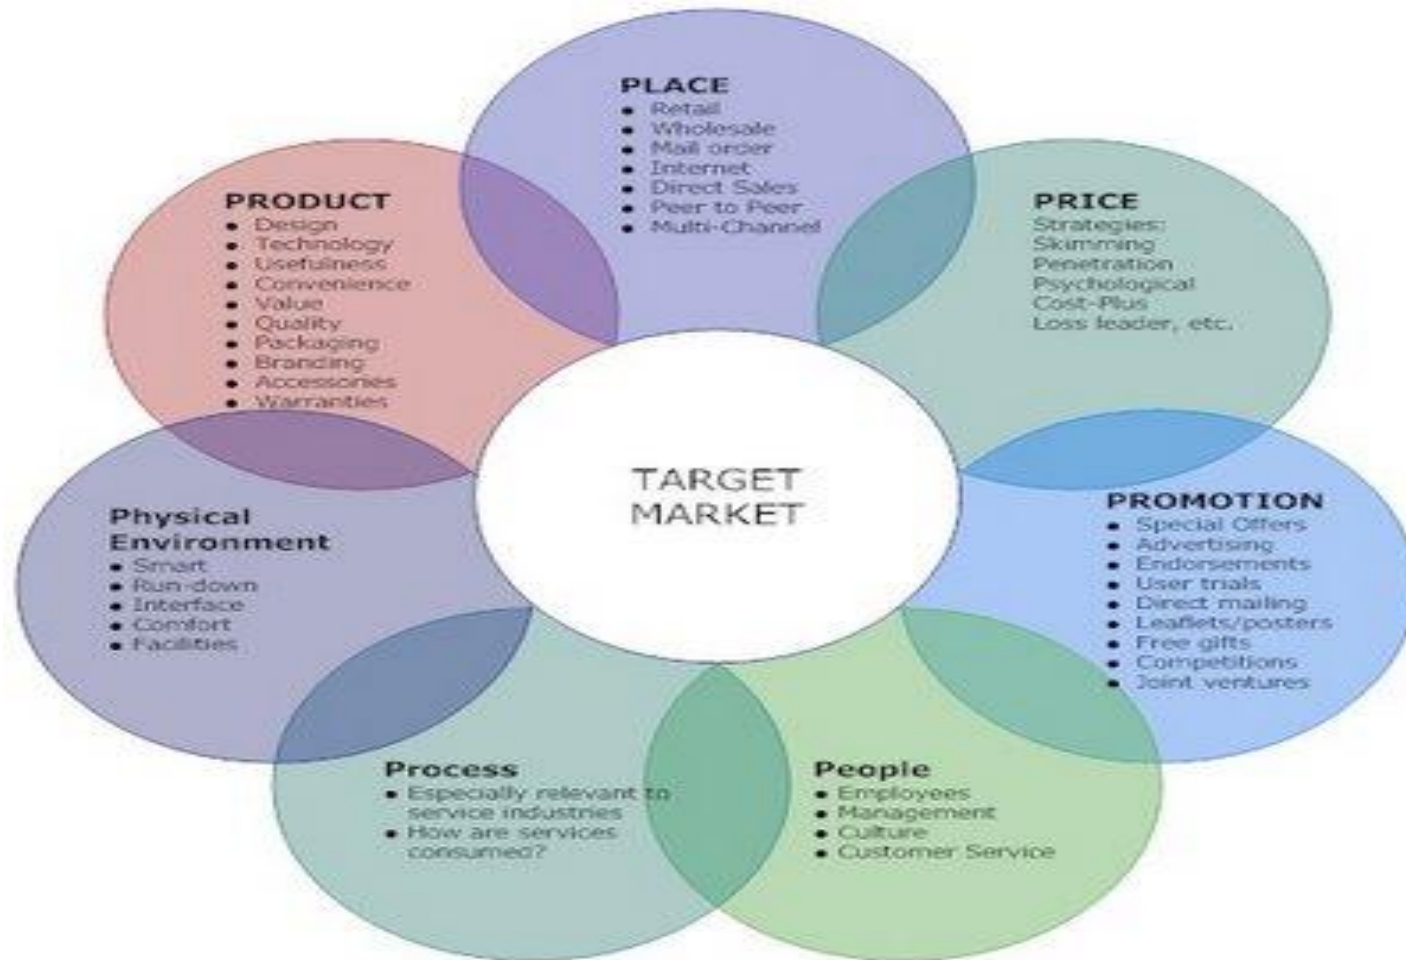 PLACE
• Retail
• Wholesale
• Mail order
• Internet
• Direct Sales
• Peer to Peer
• Multi-Channel
PRODUCT
• Design
• Technology
• Usefulness
• Convenience
• Value
• Quality
• Packaging
• Branding
• Accessories
• Warranties
PRICE
Strategies:
Skimming
Penetration
Psychological
Cost-Plus
Loss leader, etc.
TARGET
MARKET
PROMOTION
• Special Offers
• Advertising
• Endorsements
• User trials
• Direct mailing
• Leaflets/posters
• Free gifts
• Competitions
• Joint ventures
Physical
Environment
• Smart
• Run-down
• Interface
• Comfort
• Facilities
Process
• Especially relevant to
service industries
• How are services
consumed?
People
• Employees
• Management
• Culture
• Customer Service